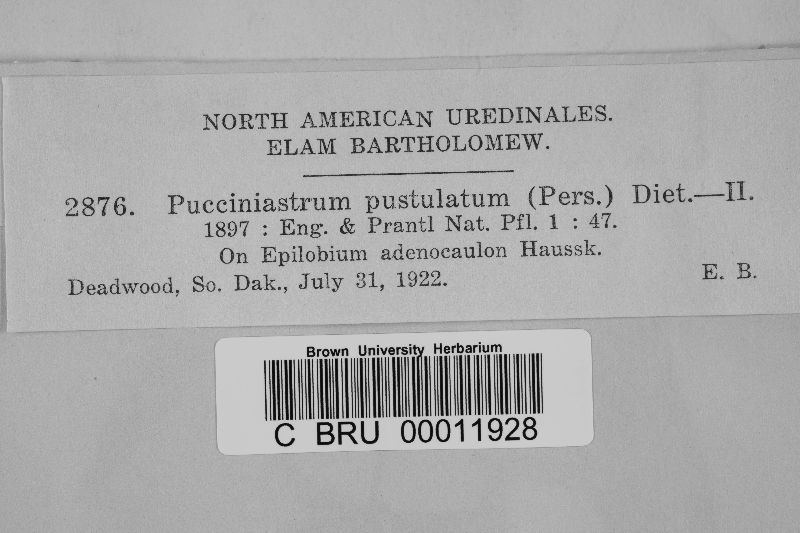 NORTH AMERICAN UREDINALES.
ELAM BARTHOLOMEW.
2876. Pucciniastrum pustulatum (Pers.) Diet.—II.
1897 : Eng. & Prantl Nat. Pfl. 1 : 47.
On Epilobium adenocaulon Haussk.
Deadwood, So. Dak., July 31, 1922. E. B.
Brown University Herbarium
C BRU 00011928